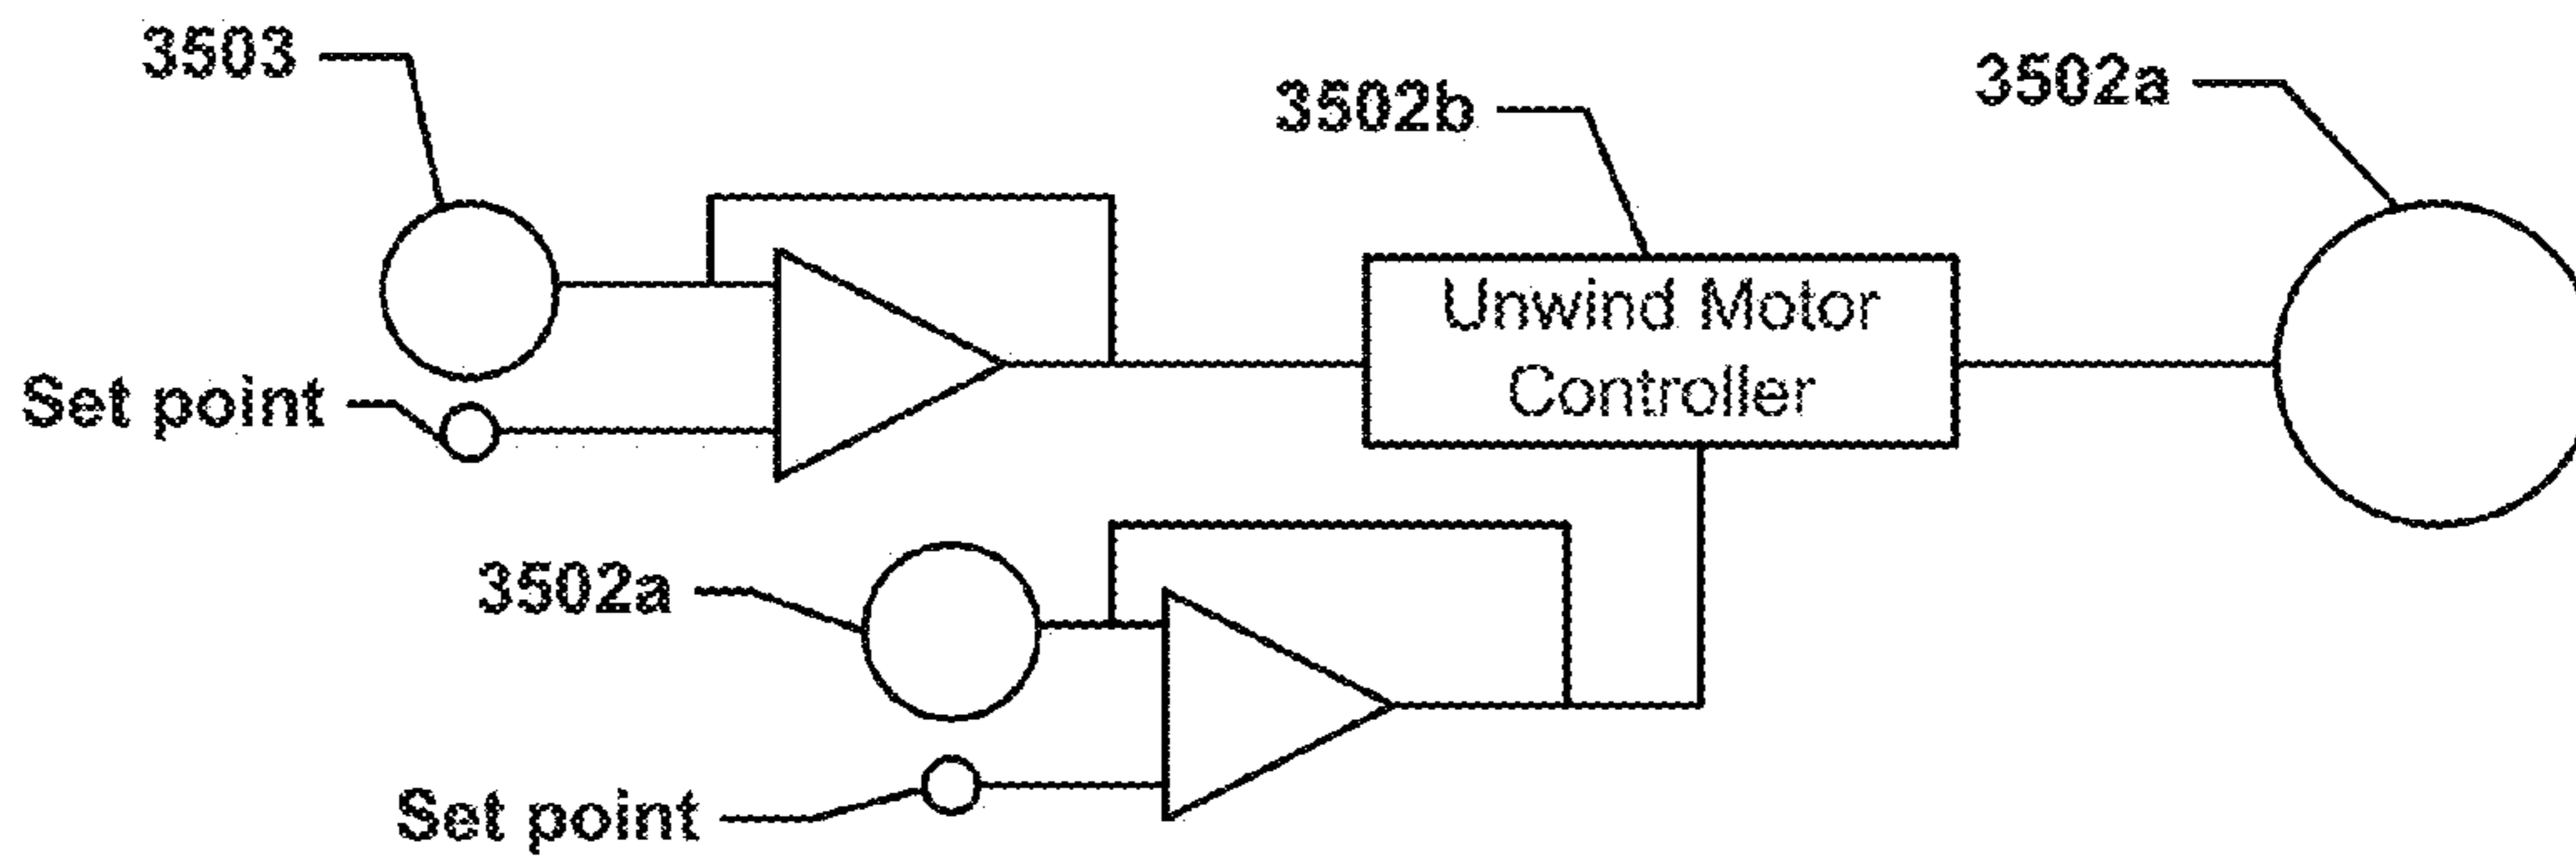 3503
3502b
3502a
Unwind Motor
Controller
Set point
3502a
Set point